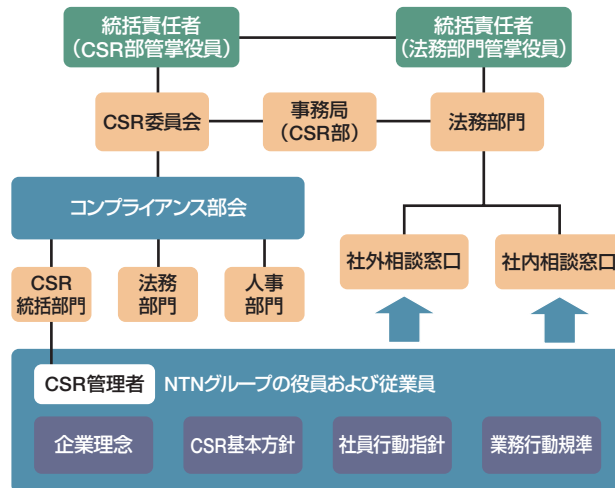 統括責任者
（CSR部管掌役員）
統括責任者
（法務部門管掌役員）
CSR委員会
事務局
（CSR部）
法務部門
コンプライアンス部会
CSR
統括部門
法務
部門
人事
部門
社外相談窓口
社内相談窓口
CSR管理者
NTNグループの役員および従業員
企業理念
CSR基本方針
社員行動指針
業務行動規準